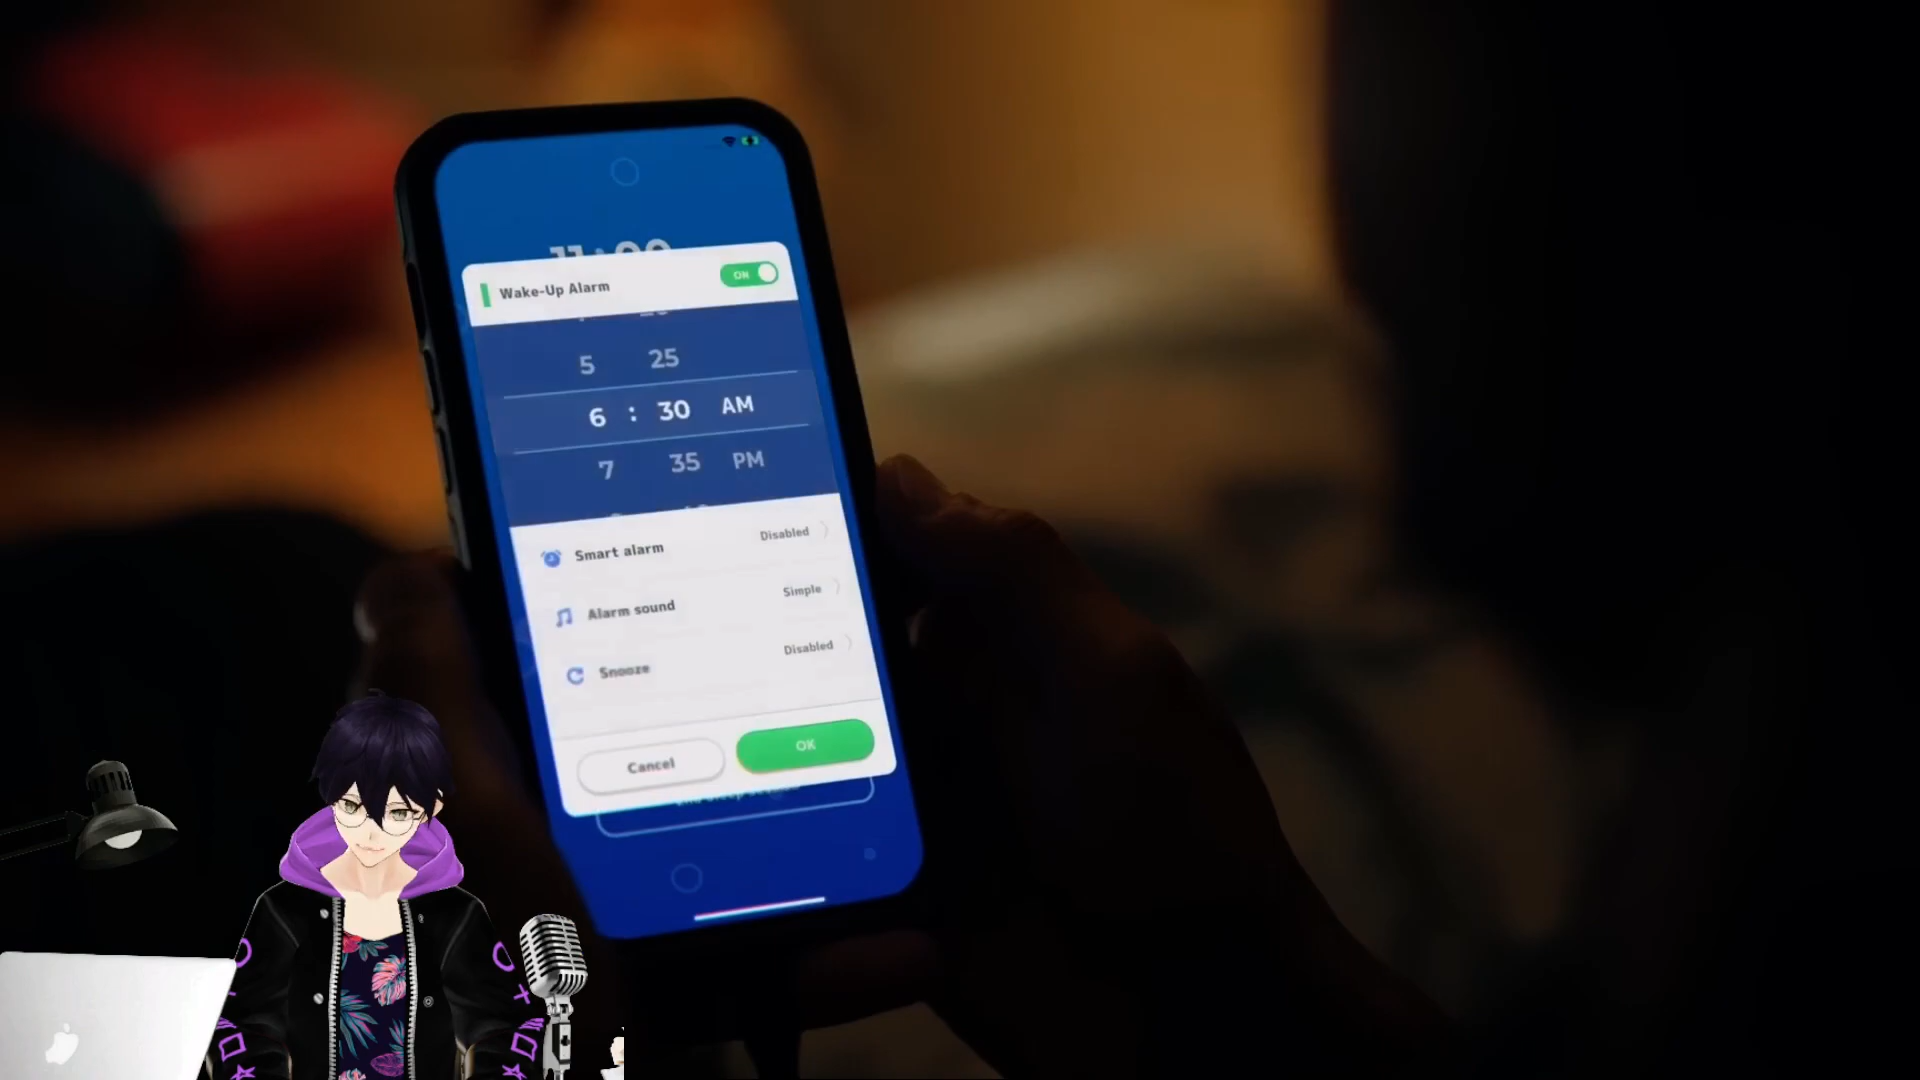 Wake-Up Alarm ON
5 25
6 : 30 AM
7 35 PM
Smart alarm Disabled
Alarm sound Simple
Snooze Disabled
Cancel OK